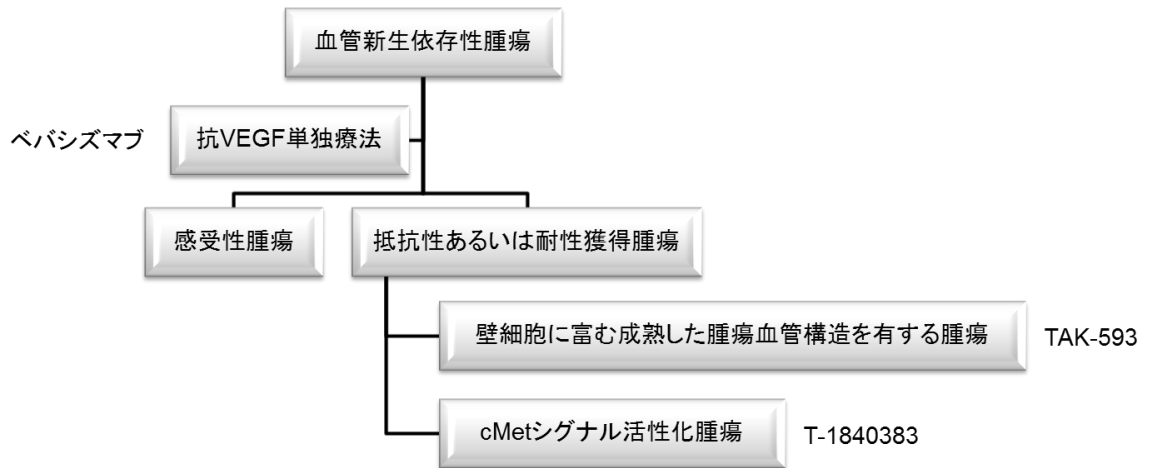 血管新生依存性腫瘍
ベバシズマブ
抗VEGF単独療法
感受性腫瘍
抵抗性あるいは耐性獲得腫瘍
壁細胞に富む成熟した腫瘍血管構造を有する腫瘍
TAK-593
cMetシグナル活性化腫瘍
T-1840383